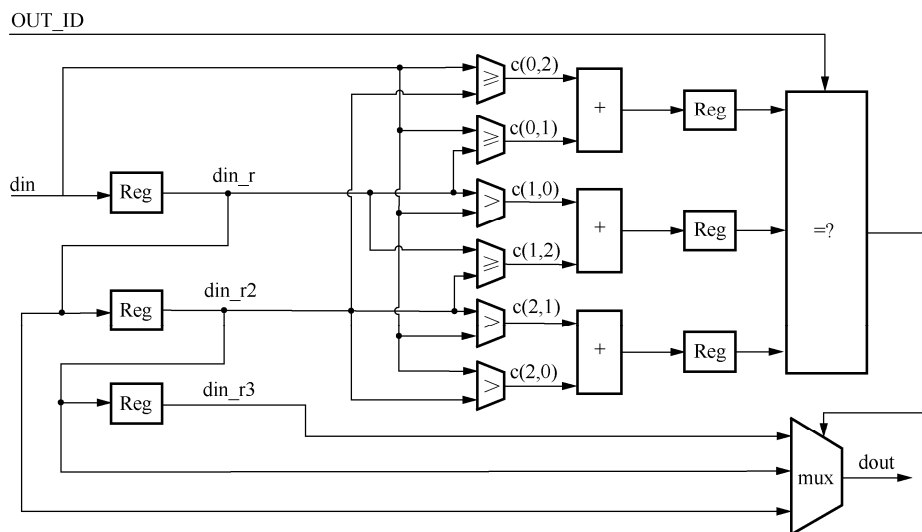 OUT_ID
≥
c(0,2)
+
Reg
≥
c(0,1)
din
Reg
din_r
>
c(1,0)
+
Reg
=?
≥
c(1,2)
Reg
din_r2
>
c(2,1)
+
Reg
>
c(2,0)
Reg
din_r3
mux
dout